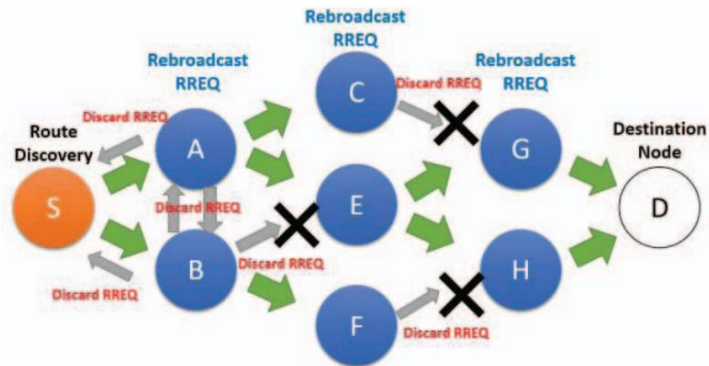 Rebroadcast
RREQ
Rebroadcast
RREQ
Rebroadcast
RREQ
Discard RREQ
Discard RREQ
Route
Discovery
Destination
Node
C
A
G
E
S
D
Discard RREQ
B
Discard RREQ
H
Discard RREQ
F
Discard RREQ